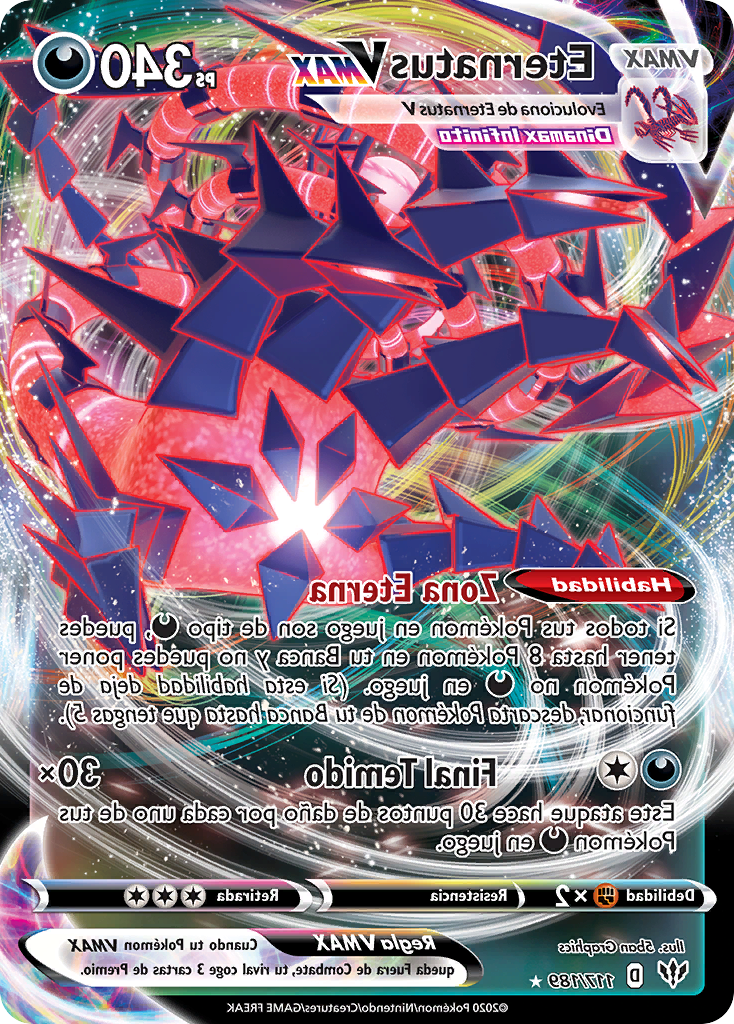 VMAX
Eternatus VMAX
PS 340
Evoluciona de Eternatus V
Dinamax Infinito
Habilidad Zona Eterna
Si todos tus Pokémon en juego son de tipo , puedes
tener hasta 8 Pokémon en tu Banca y no puedes poner
Pokémon no en juego. (Si esta habilidad deja de
funcionar, descarta Pokémon de tu Banca hasta que tengas 5).
Final Temido 30×
Este ataque hace 30 puntos de daño por cada uno de tus
Pokémon en juego.
Debilidad ×2 Resistencia Retirada
Ilus. 5ban Graphics
D 117/189 ★
Regla VMAX Cuando tu Pokémon VMAX
queda Fuera de Combate, tu rival coge 3 cartas de Premio.
©2020 Pokémon/Nintendo/Creatures/GAME FREAK